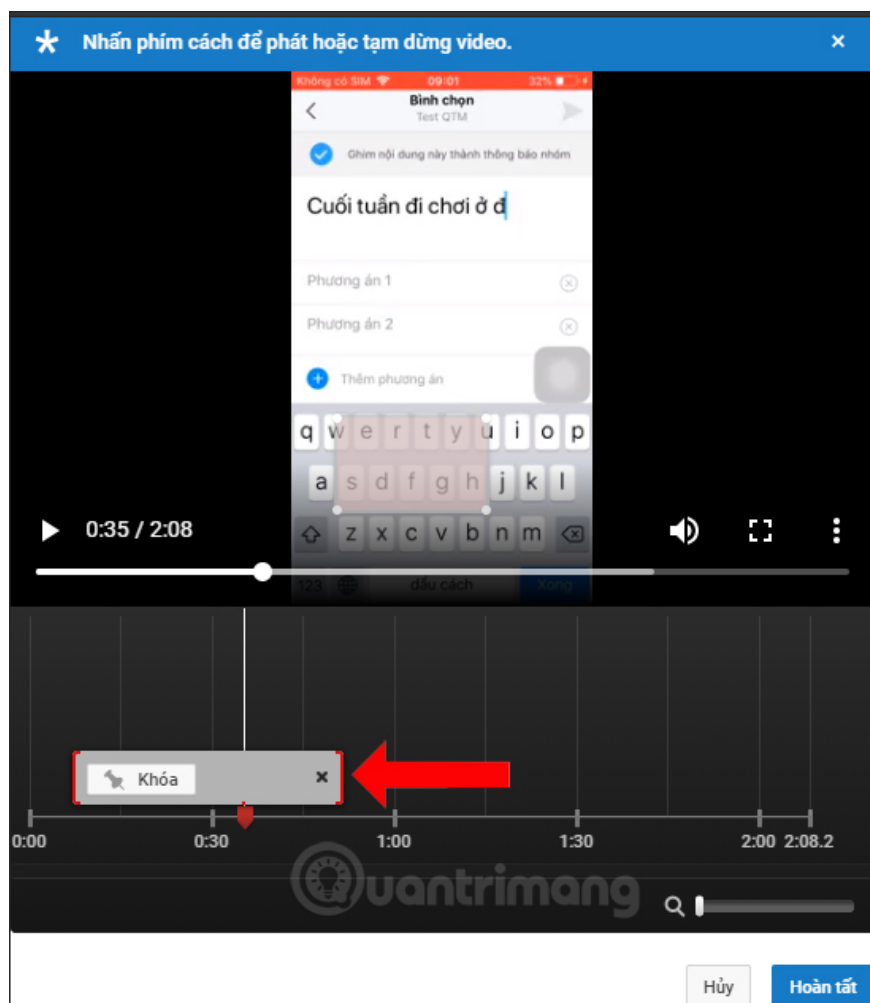 Nhấn phím cách để phát hoặc tạm dừng video.
Không có SIM 09:01 32%
Bình chọn
Test QTM
Ghim nội dung này thành thông báo nhóm
Cuối tuần đi chơi ở đ
Phương án 1
Phương án 2
Thêm phương án
q w e r t y u i o p
a s d f g h j k l
z x c v b n m
0:35 / 2:08
123 dấu cách Xong
Khóa
0:00 0:30 1:00 1:30 2:00 2:08.2
Quantrimang
Hủy Hoàn tất